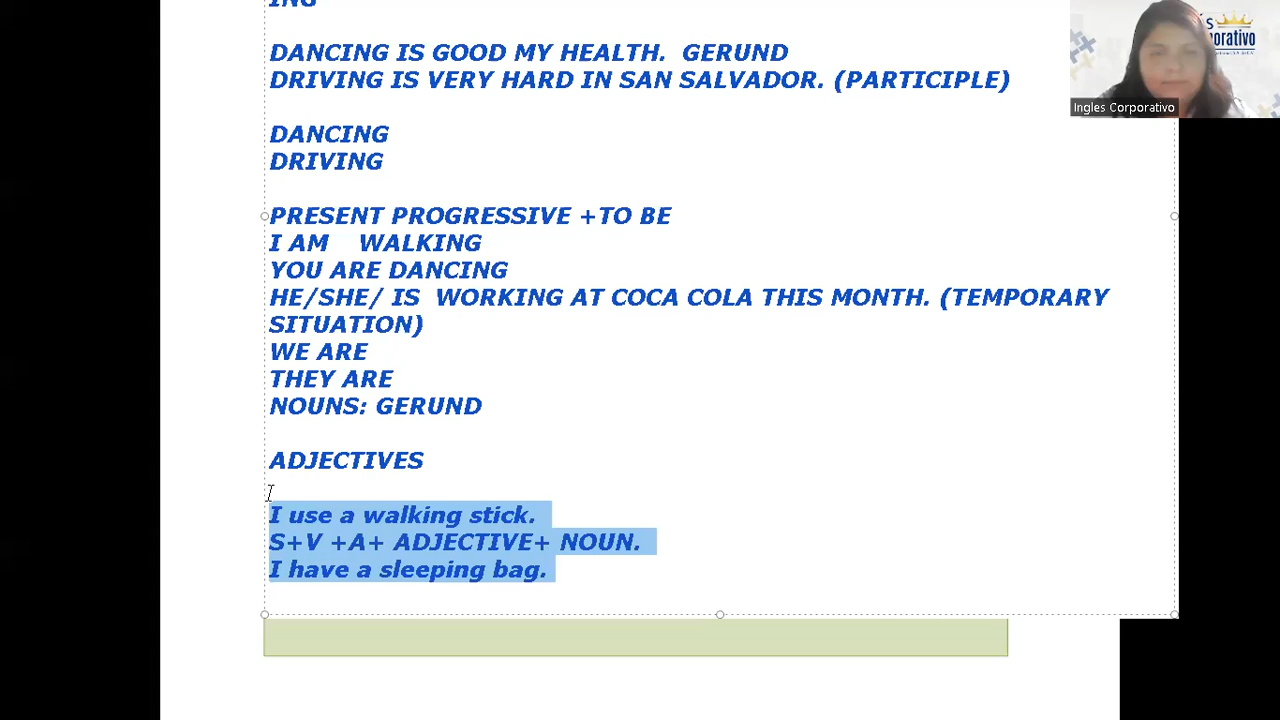 ING
DANCING IS GOOD MY HEALTH.  GERUND
DRIVING IS VERY HARD IN SAN SALVADOR. (PARTICIPLE)
DANCING
DRIVING
PRESENT PROGRESSIVE +TO BE
I AM    WALKING
YOU ARE DANCING
HE/SHE/ IS  WORKING AT COCA COLA THIS MONTH. (TEMPORARY
SITUATION)
WE ARE
THEY ARE
NOUNS: GERUND
ADJECTIVES
I use a walking stick.
S+V +A+ ADJECTIVE+ NOUN.
I have a sleeping bag.
Ingles Corporativo